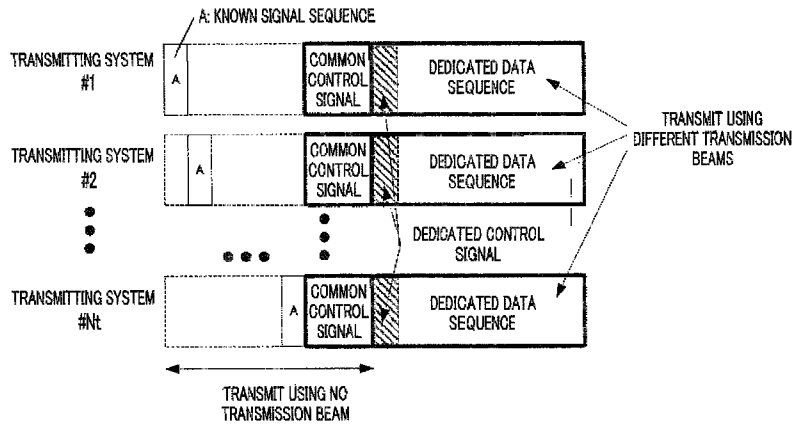 A: KNOWN SIGNAL SEQUENCE
TRANSMITTING SYSTEM
#1
A
COMMON
CONTROL
SIGNAL
DEDICATED DATA
SEQUENCE
TRANSMIT USING
DIFFERENT TRANSMISSION
BEAMS
TRANSMITTING SYSTEM
#2
A
COMMON
CONTROL
SIGNAL
DEDICATED DATA
SEQUENCE
DEDICATED CONTROL
SIGNAL
TRANSMITTING SYSTEM
#Nt
A
COMMON
CONTROL
SIGNAL
DEDICATED DATA
SEQUENCE
TRANSMIT USING NO
TRANSMISSION BEAM